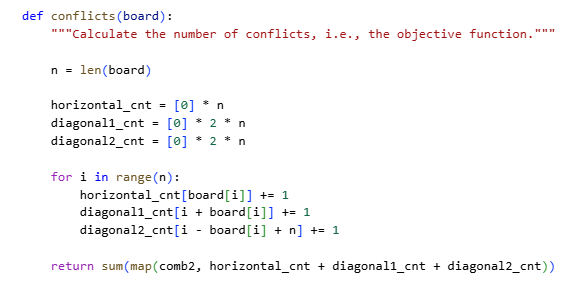 def conflicts(board):
    """Calculate the number of conflicts, i.e., the objective function."""

    n = len(board)

    horizontal_cnt = [0] * n
    diagonal1_cnt = [0] * 2 * n
    diagonal2_cnt = [0] * 2 * n

    for i in range(n):
        horizontal_cnt[board[i]] += 1
        diagonal1_cnt[i + board[i]] += 1
        diagonal2_cnt[i - board[i] + n] += 1

    return sum(map(comb2, horizontal_cnt + diagonal1_cnt + diagonal2_cnt))